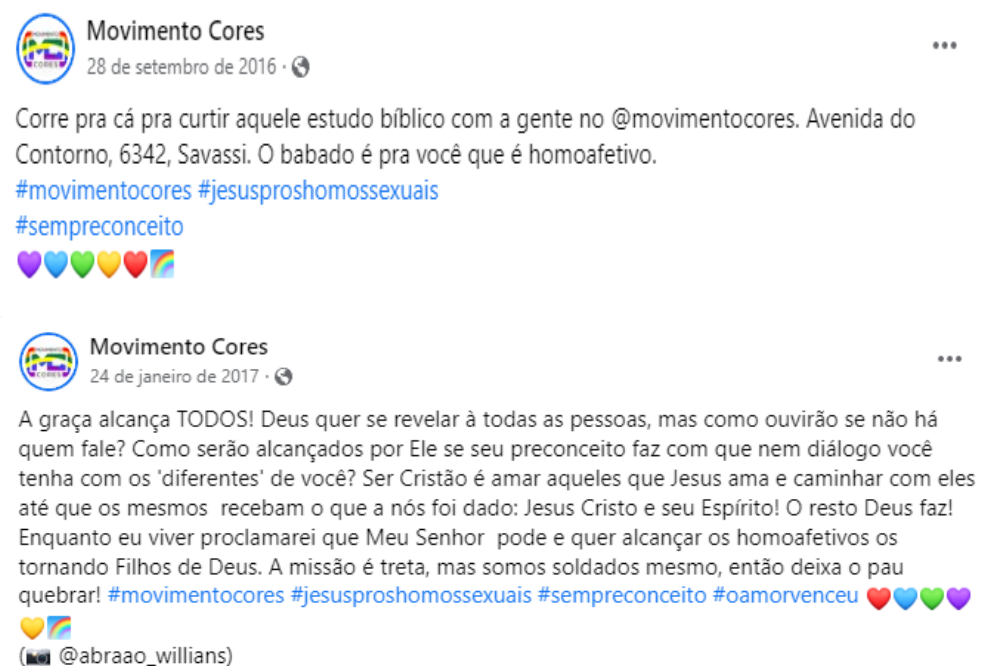 Movimento Cores
28 de setembro de 2016 ·
Corre pra cá pra curtir aquele estudo bíblico com a gente no @movimentocores. Avenida do
Contorno, 6342, Savassi. O babado é pra você que é homoafetivo.
#movimentocores #jesusproshomossexuais
#sempreconceito
💜💙💚💛❤️🌈
Movimento Cores
24 de janeiro de 2017 ·
A graça alcança TODOS! Deus quer se revelar à todas as pessoas, mas como ouvirão se não há
quem fale? Como serão alcançados por Ele se seu preconceito faz com que nem diálogo você
tenha com os 'diferentes' de você? Ser Cristão é amar aqueles que Jesus ama e caminhar com eles
até que os mesmos recebam o que a nós foi dado: Jesus Cristo e seu Espírito! O resto Deus faz!
Enquanto eu viver proclamarei que Meu Senhor pode e quer alcançar os homoafetivos os
tornando Filhos de Deus. A missão é treta, mas somos soldados mesmo, então deixa o pau
quebrar! #movimentocores #jesusproshomossexuais #sempreconceito #oamorvenceu ❤️💙💚💜
💛🌈
(📷 @abraao_willians)